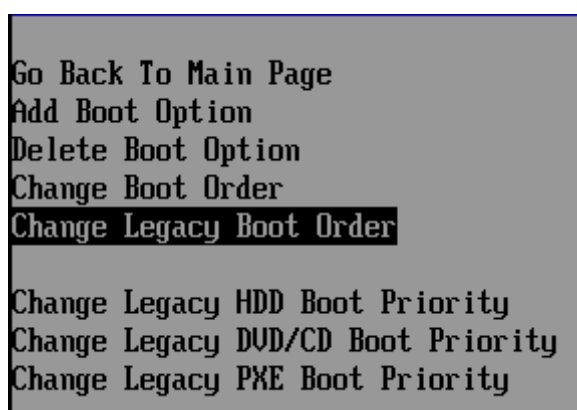 Go Back To Main Page
Add Boot Option
Delete Boot Option
Change Boot Order
Change Legacy Boot Order
Change Legacy HDD Boot Priority
Change Legacy DVD/CD Boot Priority
Change Legacy PXE Boot Priority